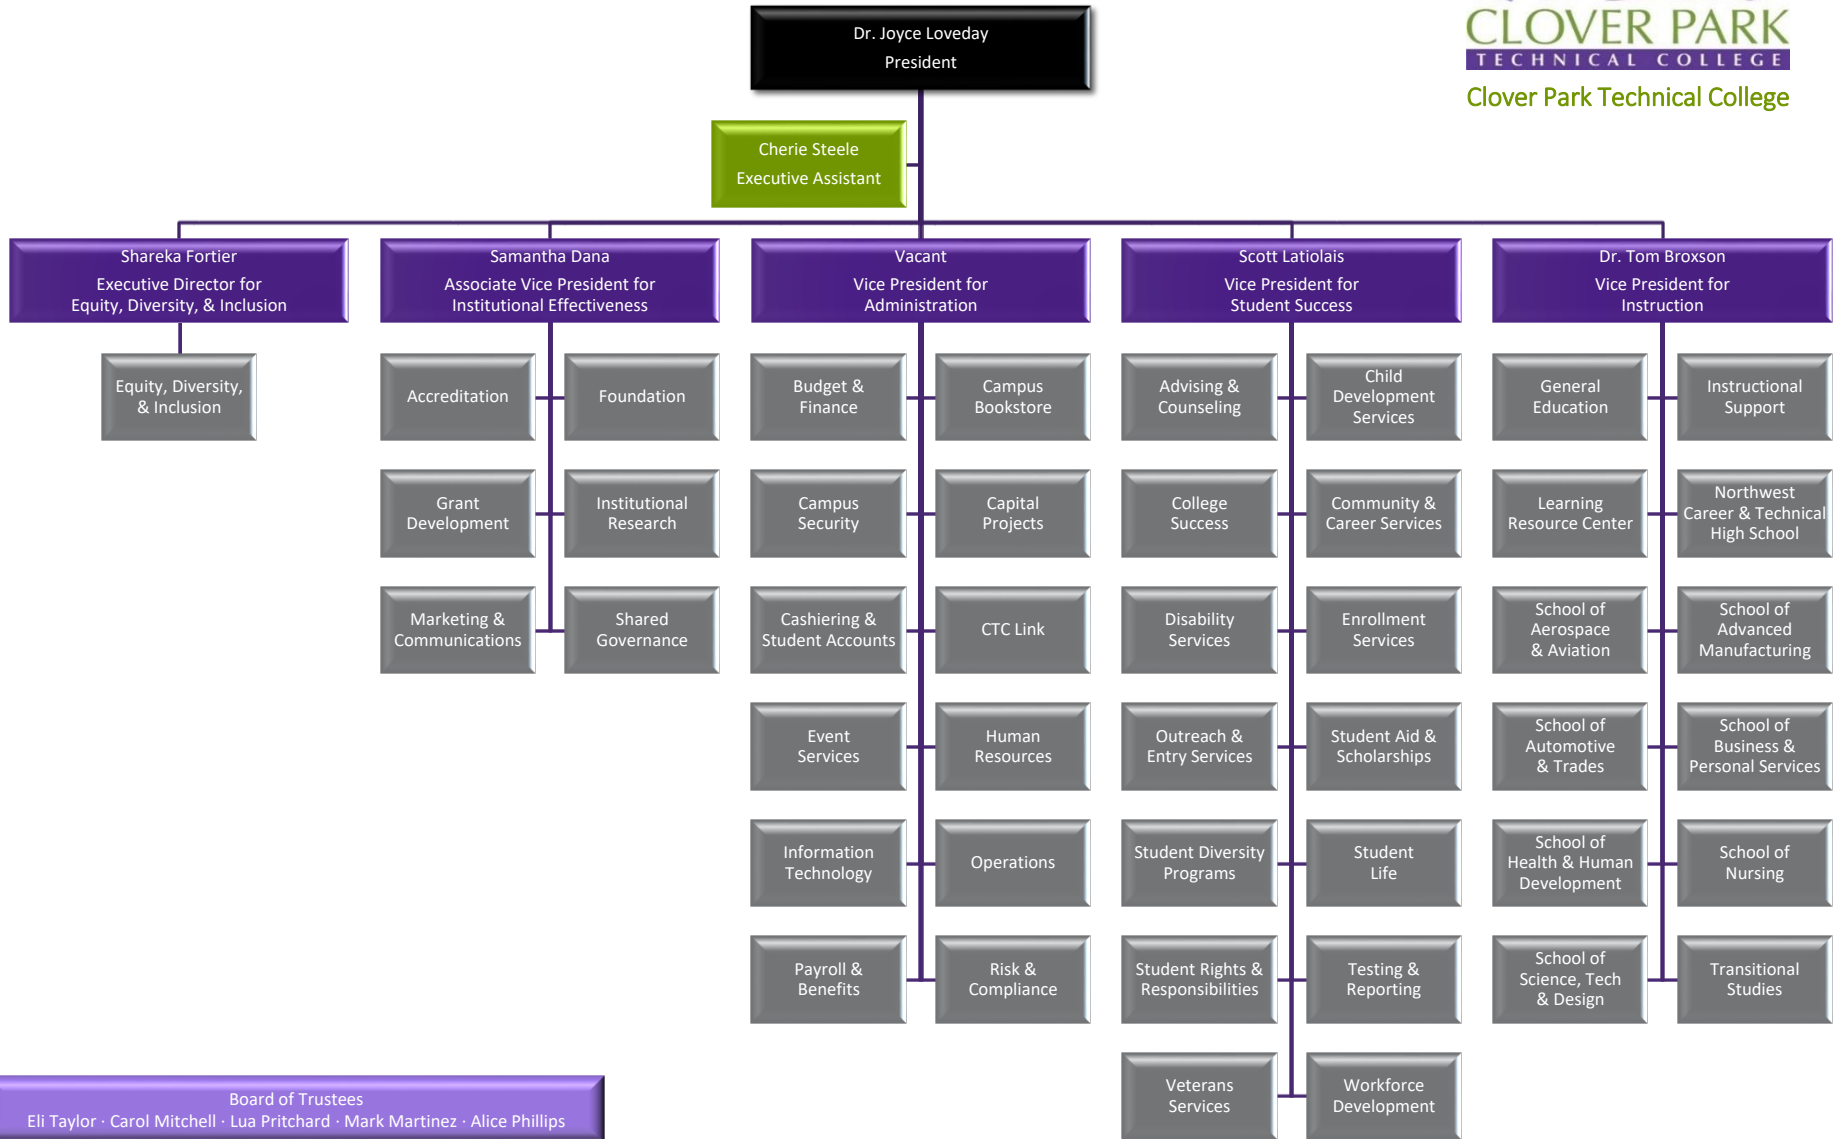 Dr. Joyce Loveday
President
CLOVER PARK
TECHNICAL COLLEGE
Clover Park Technical College
Cherie Steele
Executive Assistant
Shareka Fortier
Executive Director for
Equity, Diversity, & Inclusion
Samantha Dana
Associate Vice President for
Institutional Effectiveness
Vacant
Vice President for
Administration
Scott Latiolais
Vice President for
Student Success
Dr. Tom Broxson
Vice President for
Instruction
Equity, Diversity,
& Inclusion
Accreditation
Foundation
Grant
Development
Institutional
Research
Marketing &
Communications
Shared
Governance
Budget &
Finance
Campus
Bookstore
Campus
Security
Capital
Projects
Cashiering &
Student Accounts
CTC Link
Event
Services
Human
Resources
Information
Technology
Operations
Payroll &
Benefits
Risk &
Compliance
Advising &
Counseling
Child
Development
Services
College
Success
Community &
Career Services
Disability
Services
Enrollment
Services
Outreach &
Entry Services
Student Aid &
Scholarships
Student Diversity
Programs
Student
Life
Student Rights &
Responsibilities
Testing &
Reporting
Veterans
Services
Workforce
Development
General
Education
Instructional
Support
Learning
Resource Center
Northwest
Career & Technical
High School
School of
Aerospace
& Aviation
School of
Advanced
Manufacturing
School of
Automotive
& Trades
School of
Business &
Personal Services
School of
Health & Human
Development
School of
Nursing
School of
Science, Tech
& Design
Transitional
Studies
Board of Trustees
Eli Taylor · Carol Mitchell · Lua Pritchard · Mark Martinez · Alice Phillips